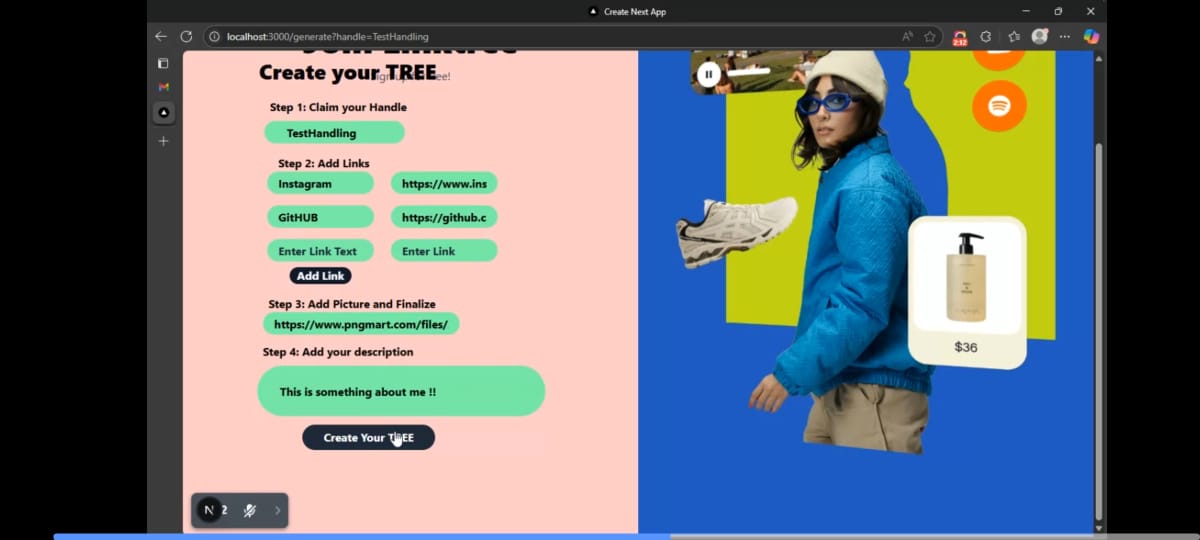 Create Next App
localhost:3000/generate?handle=TestHandling
2:12
Create your TREE
Step 1: Claim your Handle
TestHandling
Step 2: Add Links
Instagram
https://www.ins
GitHUB
https://github.c
Enter Link Text
Enter Link
Add Link
Step 3: Add Picture and Finalize
https://www.pngmart.com/files/
Step 4: Add your description
This is something about me !!
Create Your TREE
N 2
$36